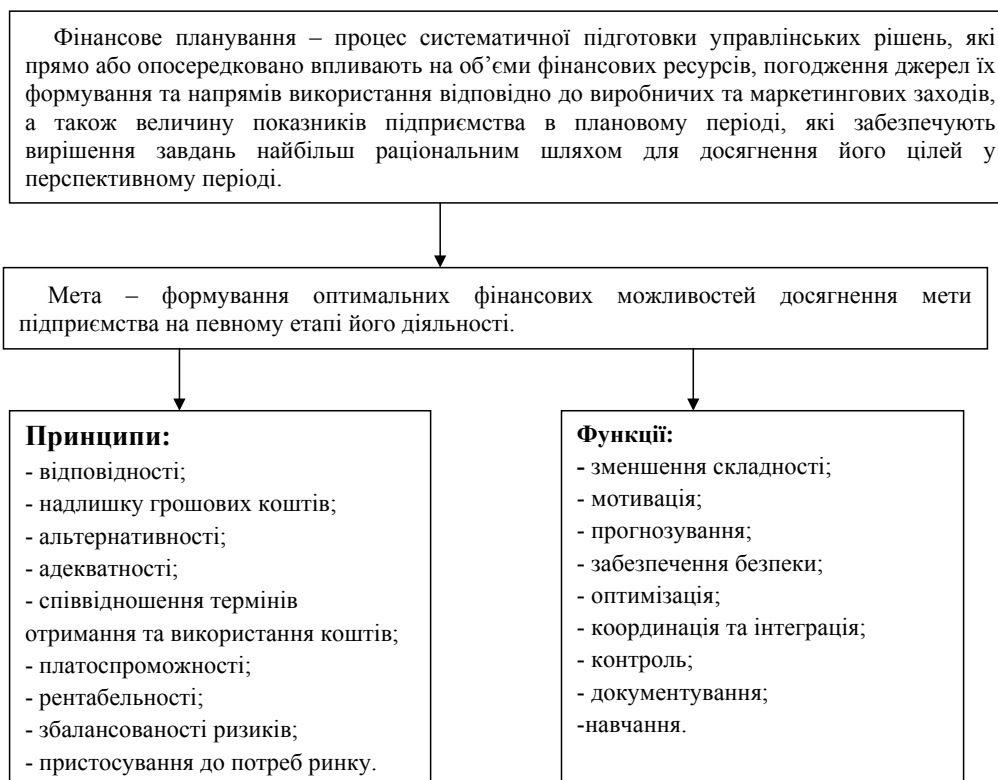 Фінансове планування – процес систематичної підготовки управлінських рішень, які
прямо або опосередковано впливають на об’єми фінансових ресурсів, погодження джерел їх
формування та напрямів використання відповідно до виробничих та маркетингових заходів,
а також величину показників підприємства в плановому періоді, які забезпечують
вирішення завдань найбільш раціональним шляхом для досягнення його цілей у
перспективному періоді.
Мета – формування оптимальних фінансових можливостей досягнення мети
підприємства на певному етапі його діяльності.
Принципи:
- відповідності;
- надлишку грошових коштів;
- альтернативності;
- адекватності;
- співвідношення термінів
отримання та використання коштів;
- платоспроможності;
- рентабельності;
- збалансованості ризиків;
- пристосування до потреб ринку.
Функції:
- зменшення складності;
- мотивація;
- прогнозування;
- забезпечення безпеки;
- оптимізація;
- координація та інтеграція;
- контроль;
- документування;
-навчання.